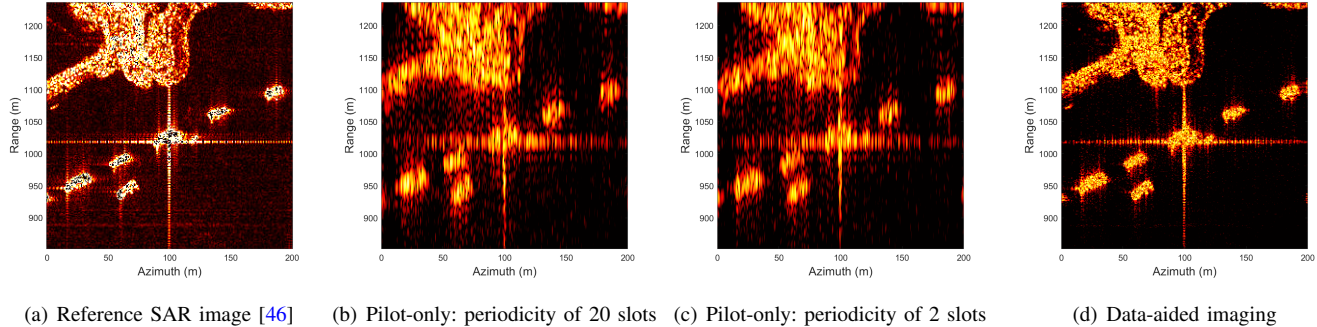 1200
1150
1100
1050
1000
950
900
Range (m)
0 50 100 150 200
Azimuth (m)
(a) Reference SAR image [46]
1200
1150
1100
1050
1000
950
900
Range (m)
0 50 100 150 200
Azimuth (m)
(b) Pilot-only: periodicity of 20 slots
1200
1150
1100
1050
1000
950
900
Range (m)
0 50 100 150 200
Azimuth (m)
(c) Pilot-only: periodicity of 2 slots
1200
1150
1100
1050
1000
950
900
Range (m)
0 50 100 150 200
Azimuth (m)
(d) Data-aided imaging